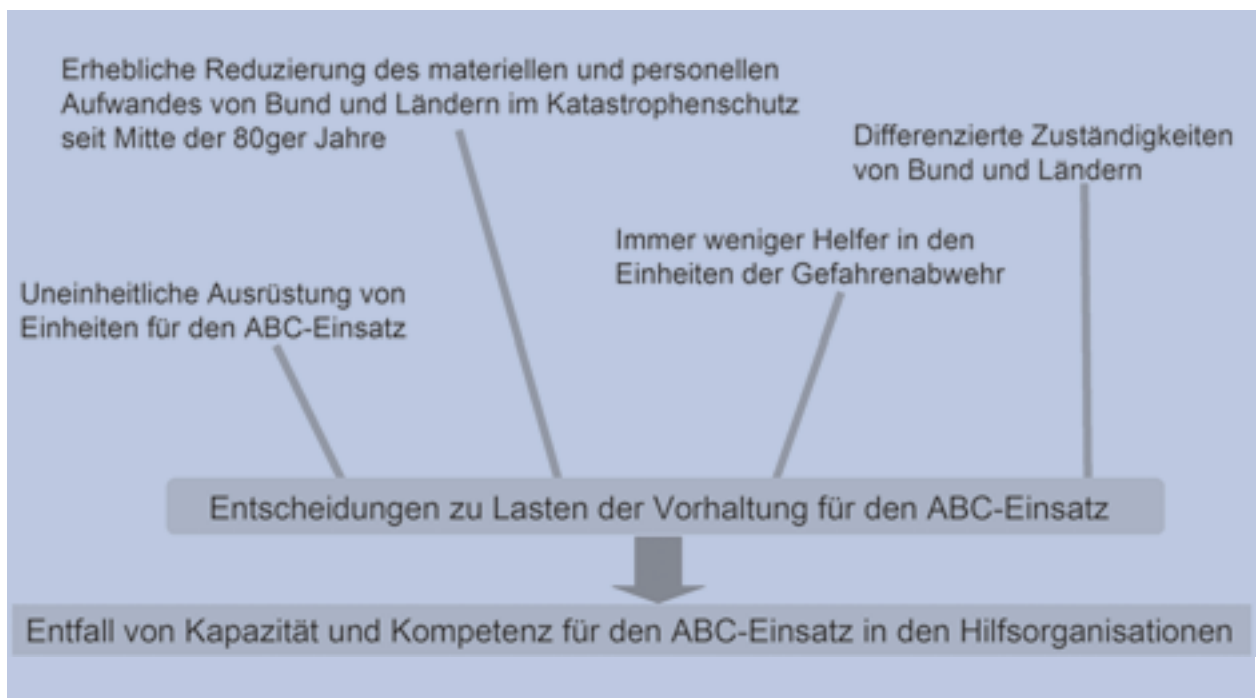 Erhebliche Reduzierung des materiellen und personellen
Aufwandes von Bund und Ländern im Katastrophenschutz
seit Mitte der 80ger Jahre
Differenzierte Zuständigkeiten
von Bund und Ländern
Immer weniger Helfer in den
Einheiten der Gefahrenabwehr
Uneinheitliche Ausrüstung von
Einheiten für den ABC-Einsatz
Entscheidungen zu Lasten der Vorhaltung für den ABC-Einsatz
Entfall von Kapazität und Kompetenz für den ABC-Einsatz in den Hilfsorganisationen